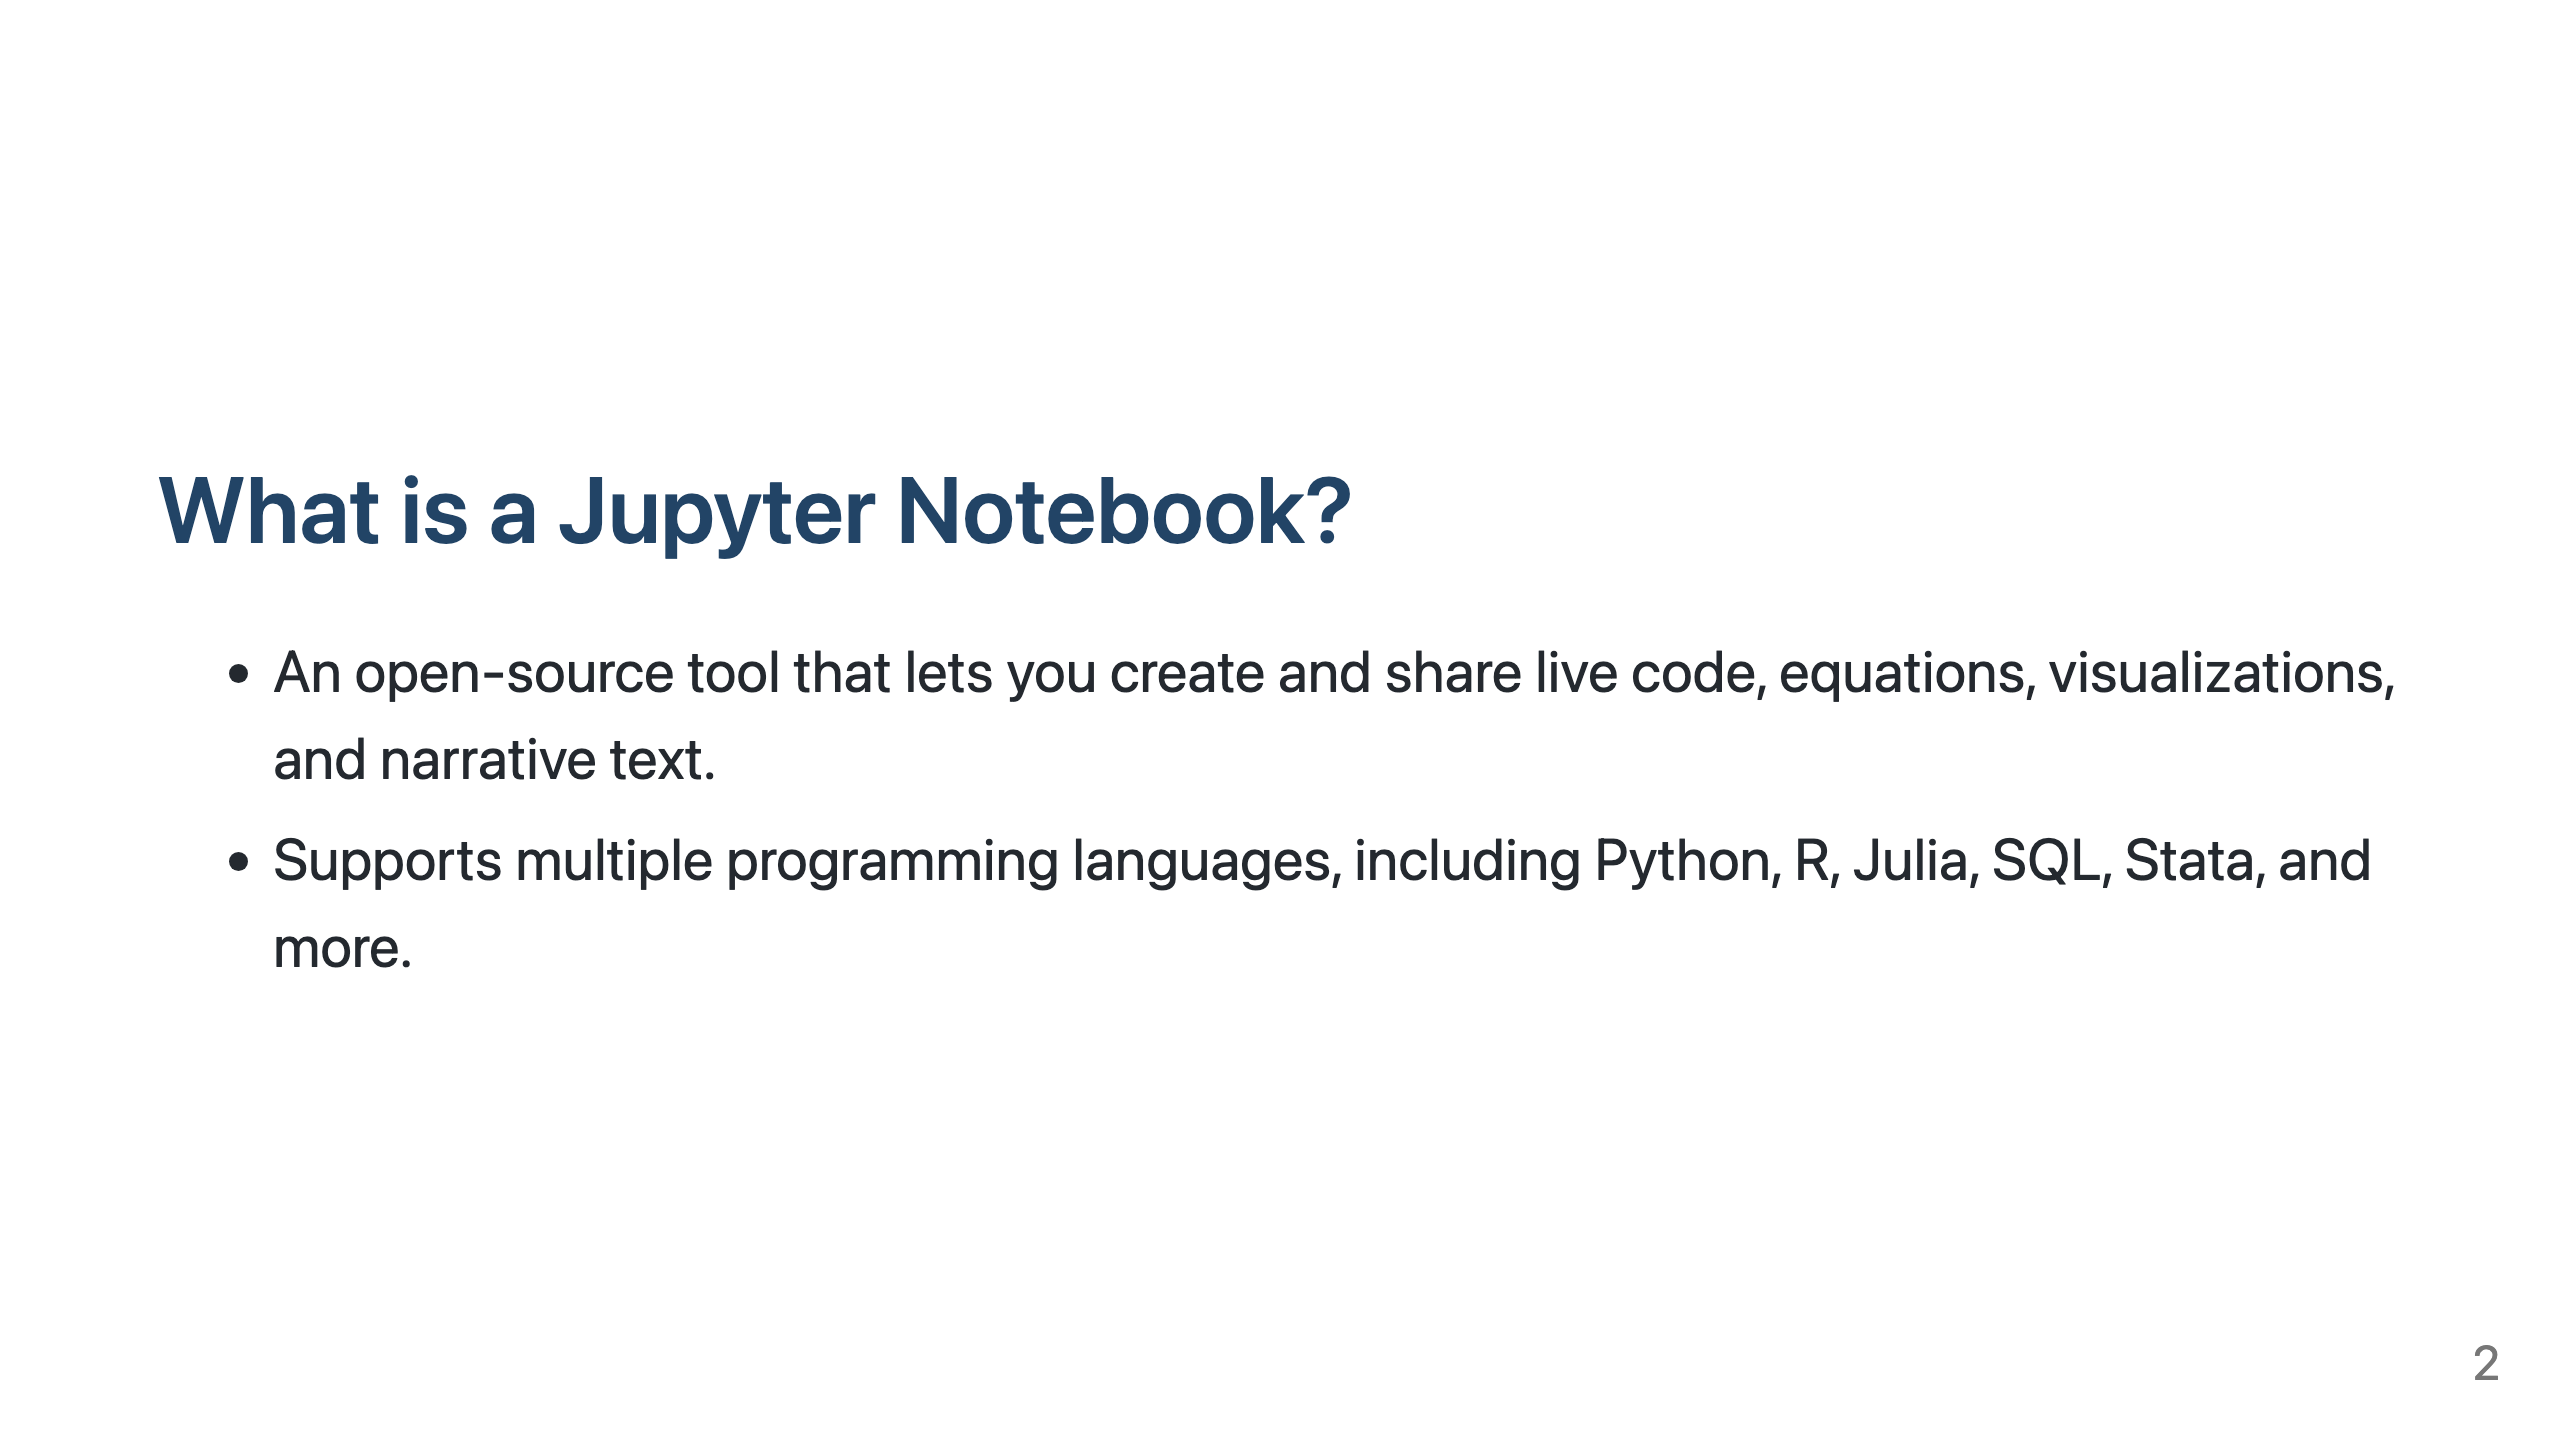 What is a Jupyter Notebook?
• An open-source tool that lets you create and share live code, equations, visualizations,
and narrative text.
• Supports multiple programming languages, including Python, R, Julia, SQL, Stata, and
more.
2